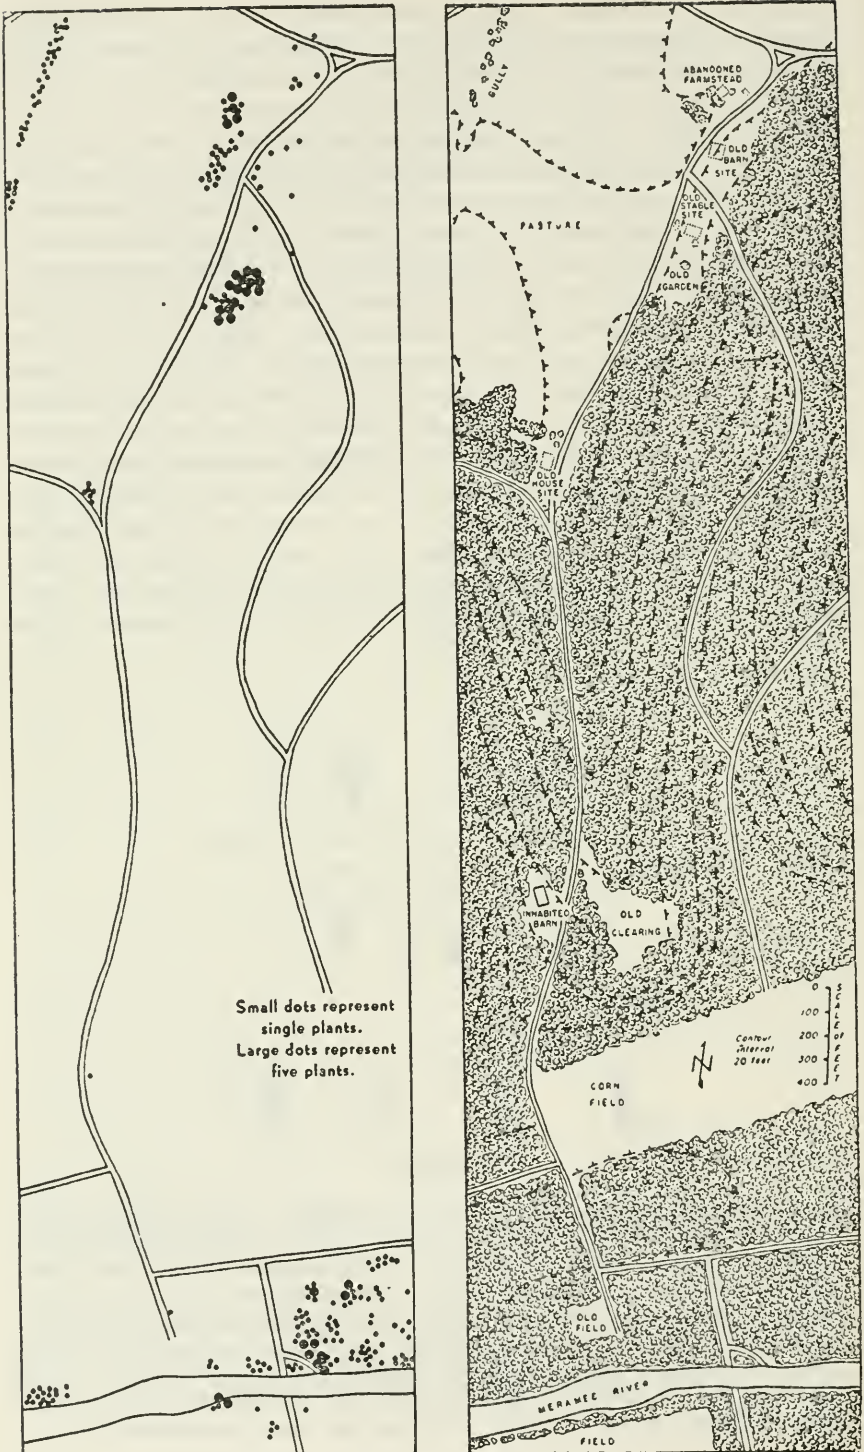 Small dots represent
single plants.
Large dots represent
five plants.
GULLY
ABANDONED
FARMSTEAD
OLD
BARN
SITE
OLD
STABLE
SITE
PASTURE
OLD
GARDEN
OLD
HOUSE
SITE
INHABITED
BARN
OLD
CLEARING
CORN
FIELD
N
Contour
interval
20 feet
0
100
200
300
400
SCALE OF FEET
OLD
FIELD
MERAMEC RIVER
FIELD